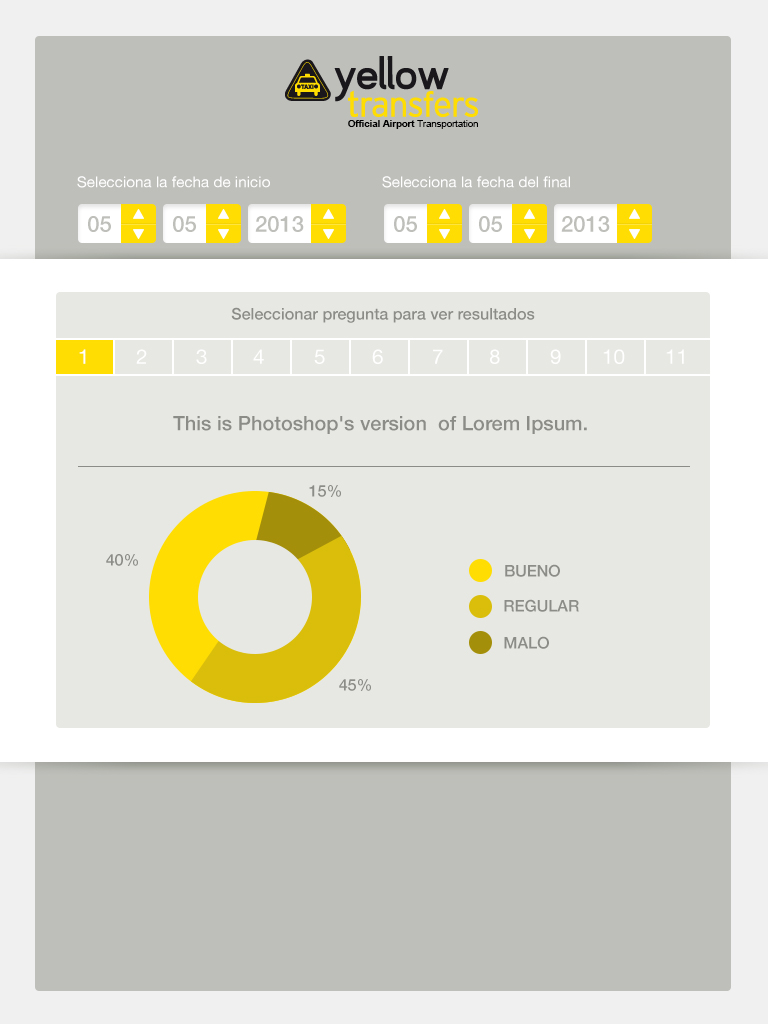 yellow
TAXI
transfers
Official Airport Transportation
Selecciona la fecha de inicio
Selecciona la fecha del final
05 05 2013
05 05 2013
Seleccionar pregunta para ver resultados
1 2 3 4 5 6 7 8 9 10 11
This is Photoshop's version  of Lorem Ipsum.
15%
40%
45%
BUENO
REGULAR
MALO